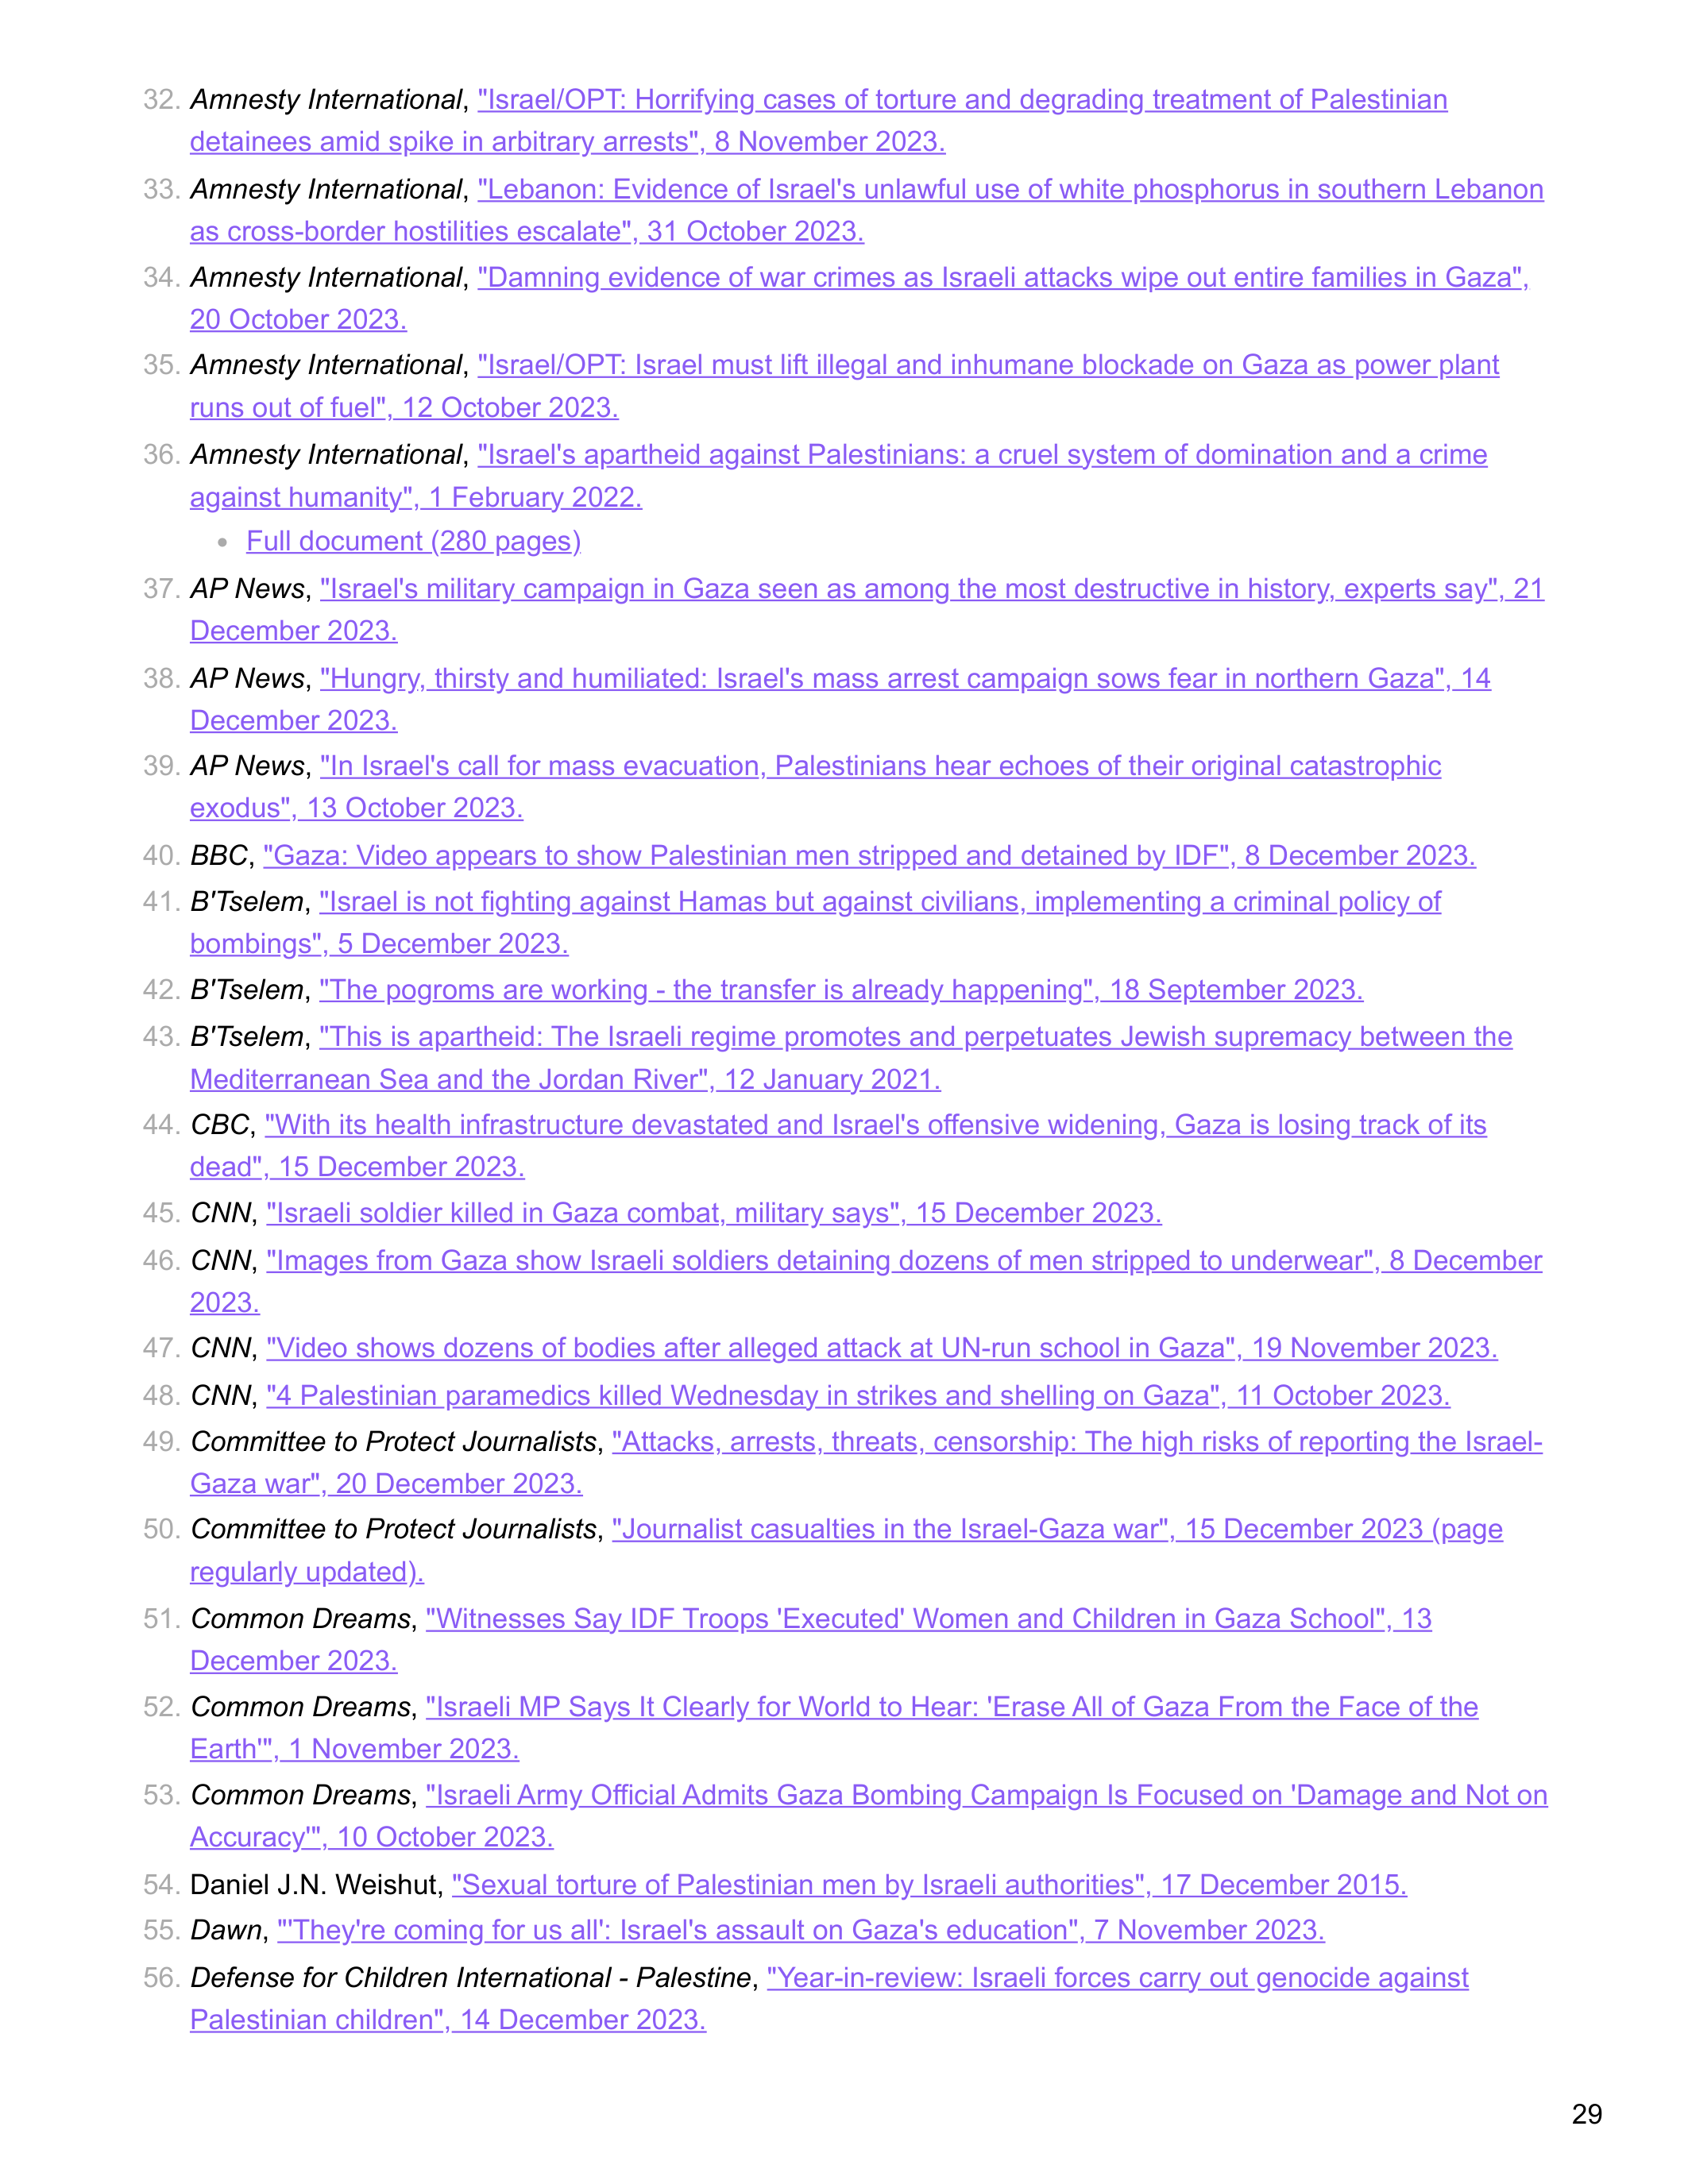 32. Amnesty International, "Israel/OPT: Horrifying cases of torture and degrading treatment of Palestinian
detainees amid spike in arbitrary arrests", 8 November 2023.
33. Amnesty International, "Lebanon: Evidence of Israel's unlawful use of white phosphorus in southern Lebanon
as cross-border hostilities escalate", 31 October 2023.
34. Amnesty International, "Damning evidence of war crimes as Israeli attacks wipe out entire families in Gaza",
20 October 2023.
35. Amnesty International, "Israel/OPT: Israel must lift illegal and inhumane blockade on Gaza as power plant
runs out of fuel", 12 October 2023.
36. Amnesty International, "Israel's apartheid against Palestinians: a cruel system of domination and a crime
against humanity", 1 February 2022.
• Full document (280 pages)
37. AP News, "Israel's military campaign in Gaza seen as among the most destructive in history, experts say", 21
December 2023.
38. AP News, "Hungry, thirsty and humiliated: Israel's mass arrest campaign sows fear in northern Gaza", 14
December 2023.
39. AP News, "In Israel's call for mass evacuation, Palestinians hear echoes of their original catastrophic
exodus", 13 October 2023.
40. BBC, "Gaza: Video appears to show Palestinian men stripped and detained by IDF", 8 December 2023.
41. B'Tselem, "Israel is not fighting against Hamas but against civilians, implementing a criminal policy of
bombings", 5 December 2023.
42. B'Tselem, "The pogroms are working - the transfer is already happening", 18 September 2023.
43. B'Tselem, "This is apartheid: The Israeli regime promotes and perpetuates Jewish supremacy between the
Mediterranean Sea and the Jordan River", 12 January 2021.
44. CBC, "With its health infrastructure devastated and Israel's offensive widening, Gaza is losing track of its
dead", 15 December 2023.
45. CNN, "Israeli soldier killed in Gaza combat, military says", 15 December 2023.
46. CNN, "Images from Gaza show Israeli soldiers detaining dozens of men stripped to underwear", 8 December
2023.
47. CNN, "Video shows dozens of bodies after alleged attack at UN-run school in Gaza", 19 November 2023.
48. CNN, "4 Palestinian paramedics killed Wednesday in strikes and shelling on Gaza", 11 October 2023.
49. Committee to Protect Journalists, "Attacks, arrests, threats, censorship: The high risks of reporting the Israel-
Gaza war", 20 December 2023.
50. Committee to Protect Journalists, "Journalist casualties in the Israel-Gaza war", 15 December 2023 (page
regularly updated).
51. Common Dreams, "Witnesses Say IDF Troops 'Executed' Women and Children in Gaza School", 13
December 2023.
52. Common Dreams, "Israeli MP Says It Clearly for World to Hear: 'Erase All of Gaza From the Face of the
Earth'", 1 November 2023.
53. Common Dreams, "Israeli Army Official Admits Gaza Bombing Campaign Is Focused on 'Damage and Not on
Accuracy'", 10 October 2023.
54. Daniel J.N. Weishut, "Sexual torture of Palestinian men by Israeli authorities", 17 December 2015.
55. Dawn, "'They're coming for us all': Israel's assault on Gaza's education", 7 November 2023.
56. Defense for Children International - Palestine, "Year-in-review: Israeli forces carry out genocide against
Palestinian children", 14 December 2023.
29